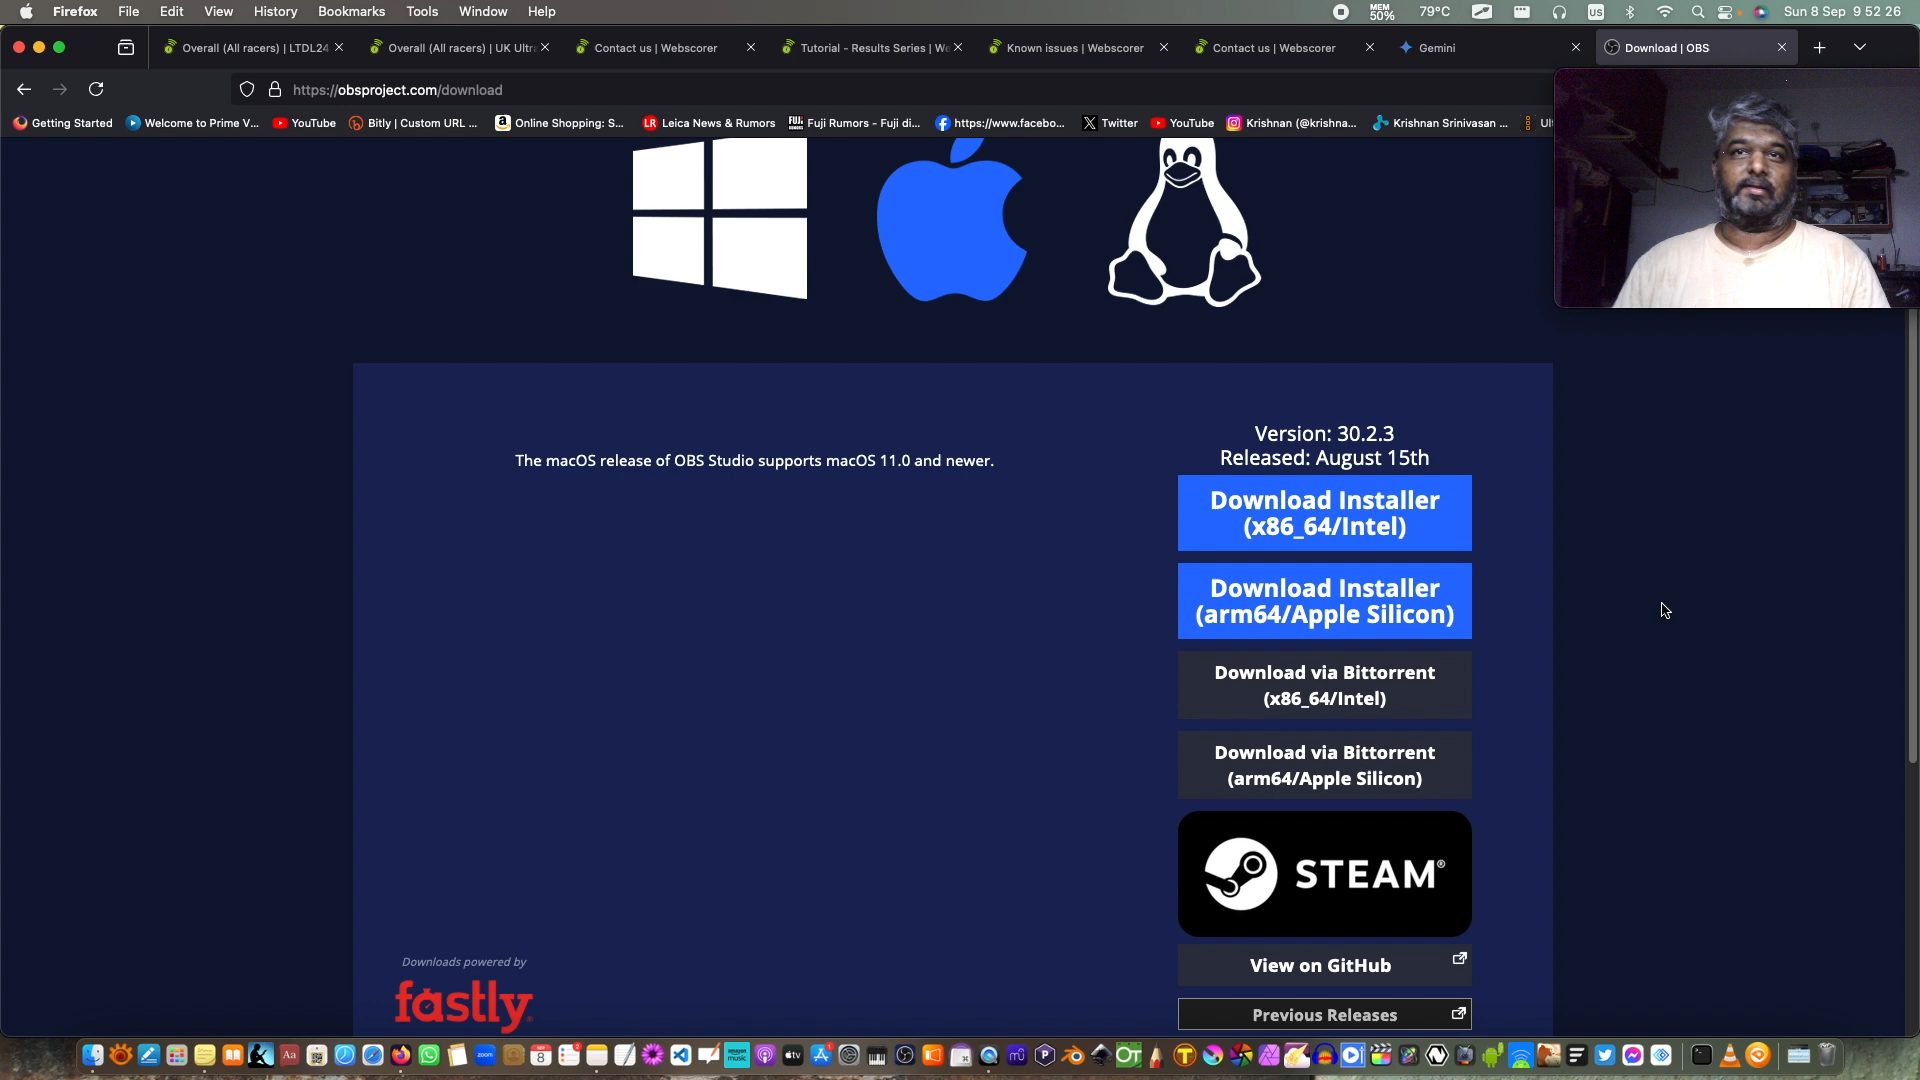 Firefox File Edit View History Bookmarks Tools Window Help
MEM 50% 79°C US Sun 8 Sep 9 52 26
Overall (All racers) | LTDL24
Overall (All racers) | UK Ultra
Contact us | Webscorer
Tutorial - Results Series | We
Known issues | Webscorer
Contact us | Webscorer
Gemini
Download | OBS
https://obsproject.com/download
Getting Started
Welcome to Prime V...
YouTube
Bitly | Custom URL ...
Online Shopping: S...
LR Leica News & Rumors
Fuji Rumors - Fuji di...
https://www.facebo...
Twitter
YouTube
Krishnan (@krishna...
Krishnan Srinivasan ...
The macOS release of OBS Studio supports macOS 11.0 and newer.
Version: 30.2.3
Released: August 15th
Download Installer
(x86_64/Intel)
Download Installer
(arm64/Apple Silicon)
Download via Bittorrent
(x86_64/Intel)
Download via Bittorrent
(arm64/Apple Silicon)
STEAM®
View on GitHub
Previous Releases
Downloads powered by
fastly